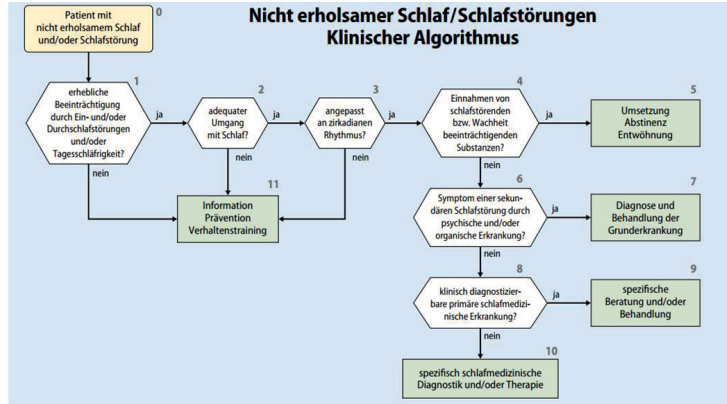 Nicht erholsamer Schlaf/Schlafstörungen
Klinischer Algorithmus
0
Patient mit
nicht erholsamem Schlaf
und/oder Schlafstörung
1
erhebliche
Beeinträchtigung
durch Ein- und/oder
Durchschlafstörungen
und/oder
Tagesschläfrigkeit?
ja
nein
2
adequater
Umgang
mit Schlaf?
ja
nein
3
angepasst
an zirkadianen
Rhythmus?
ja
nein
4
Einnahmen von
schlafstörenden
bzw. Wachheit
beeinträchtigenden
Substanzen?
ja
nein
5
Umsetzung
Abstinenz
Entwöhnung
6
Symptom einer sekun-
dären Schlafstörung durch
psychische und/oder
organische Erkrankung?
ja
nein
7
Diagnose und
Behandlung der
Grunderkrankung
8
klinisch diagnostizier-
bare primäre schlafmedizi-
nische Erkrankung?
ja
nein
9
spezifische
Beratung und/oder
Behandlung
10
spezifisch schlafmedizinische
Diagnostik und/oder Therapie
11
Information
Prävention
Verhaltenstraining